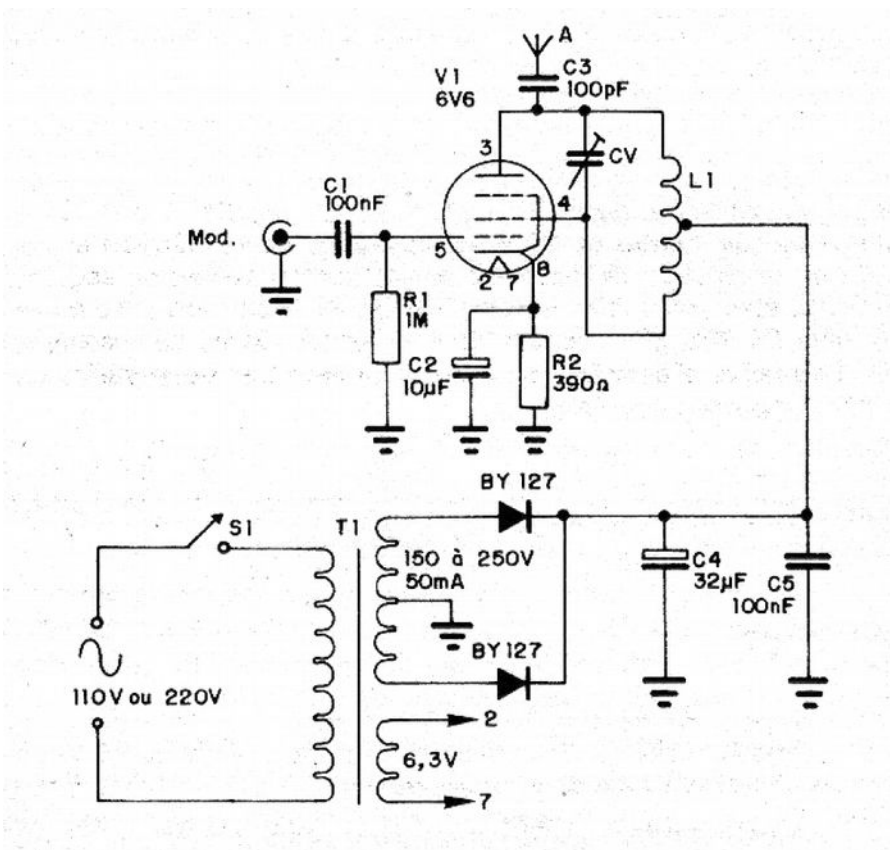 A
C3
100pF
V1
6V6
3
CV
L1
C1
100nF
4
Mod.
5
8
2
7
R1
1M
C2
10µF
R2
390Ω
BY 127
S1
T1
150 à 250V
50mA
C4
32µF
C5
100nF
BY 127
110V ou 220V
2
6,3V
7